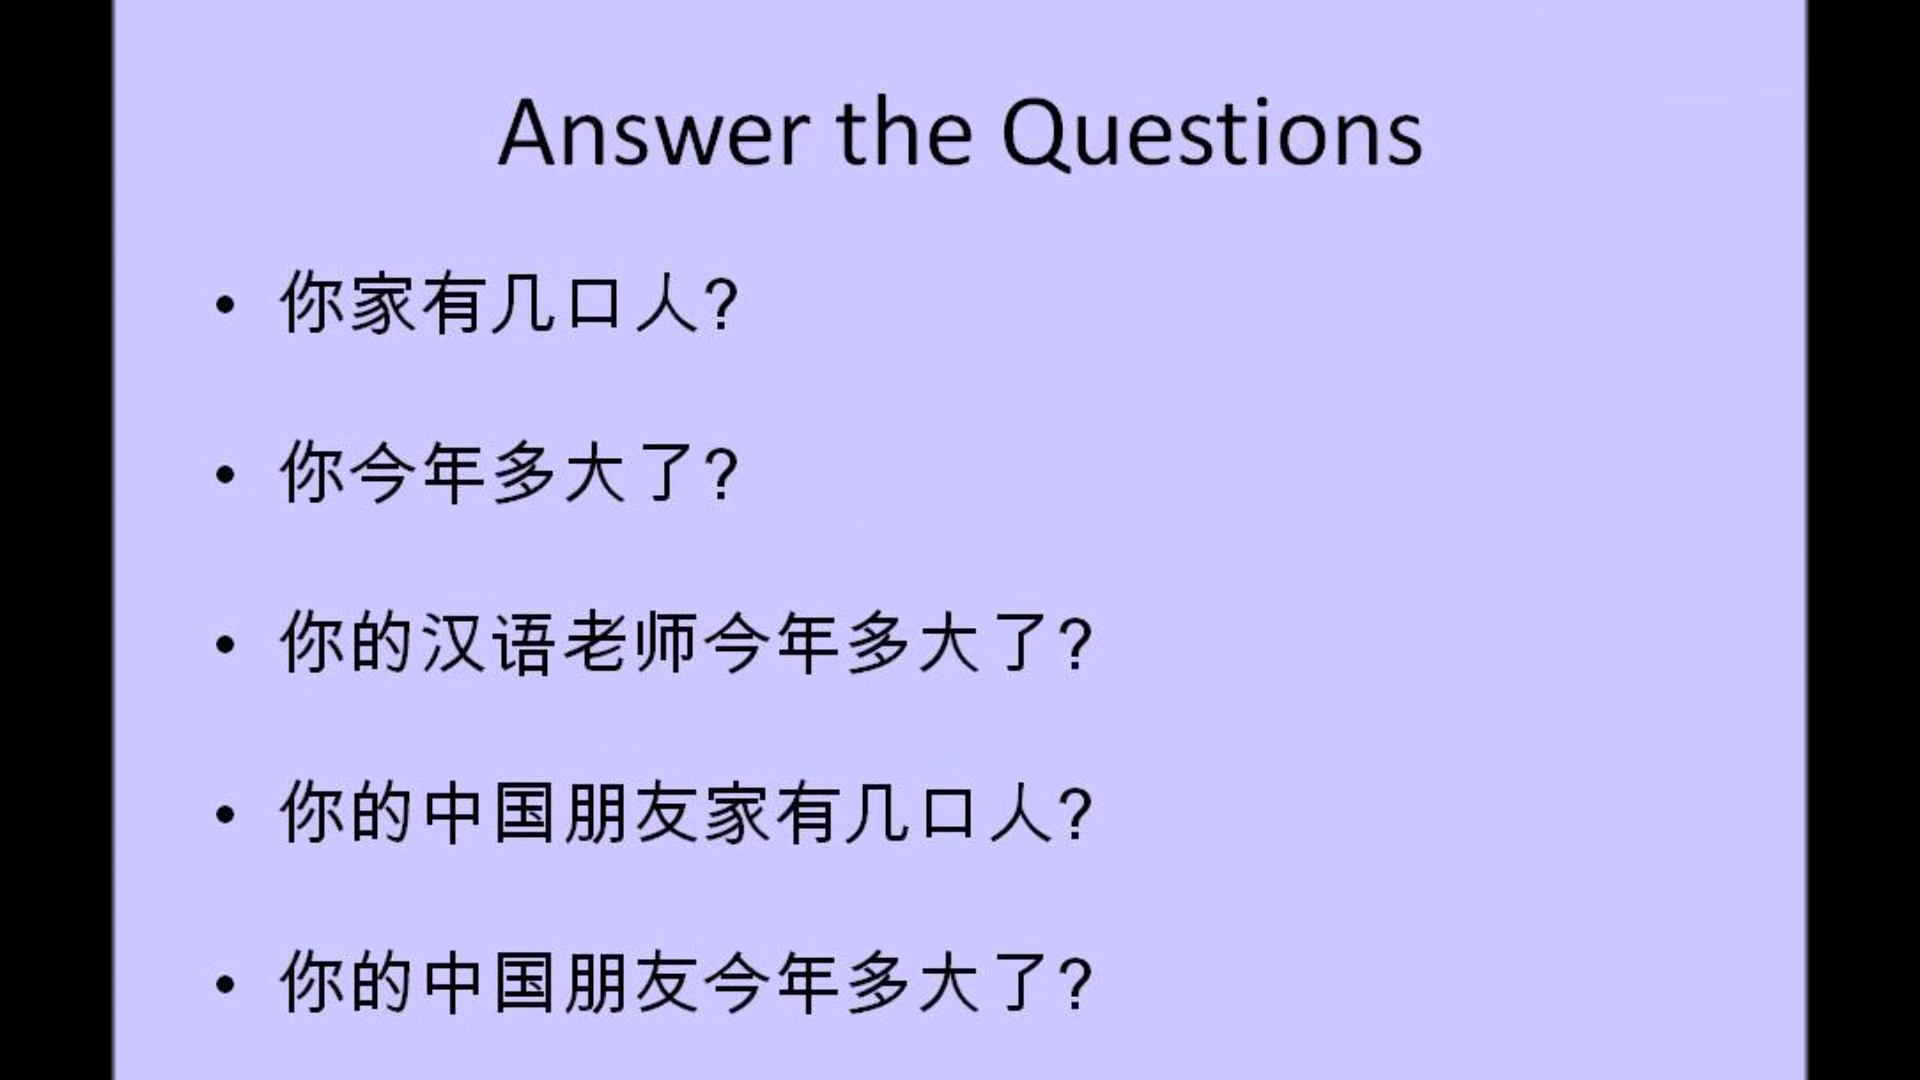 Answer the Questions
• 你家有几口人?
• 你今年多大了?
• 你的汉语老师今年多大了?
• 你的中国朋友家有几口人?
• 你的中国朋友今年多大了?